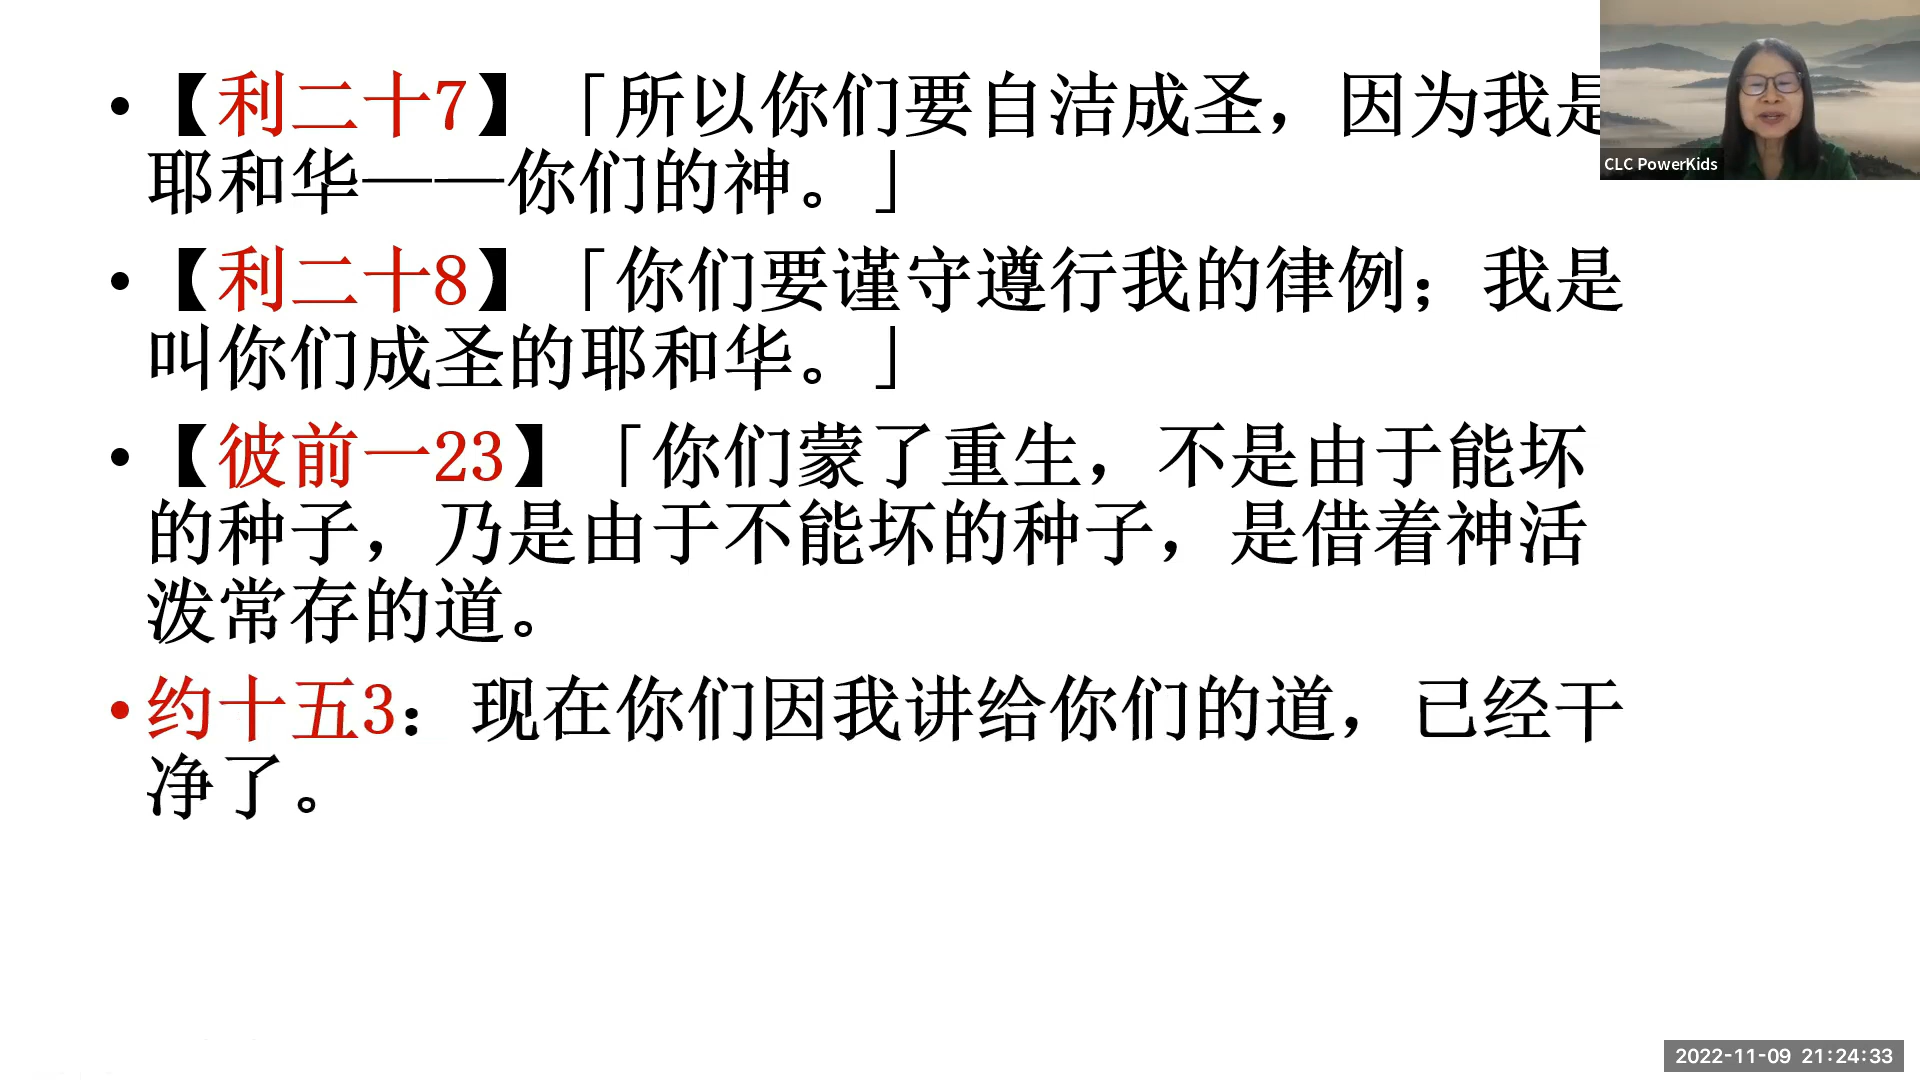 •【利二十7】「所以你们要自洁成圣，因为我是
耶和华——你们的神。」
•【利二十8】「你们要谨守遵行我的律例；我是
叫你们成圣的耶和华。」
•【彼前一23】「你们蒙了重生，不是由于能坏
的种子，乃是由于不能坏的种子，是借着神活
泼常存的道。
•约十五3：现在你们因我讲给你们的道，已经干
净了。
CLC PowerKids
2022-11-09 21:24:33